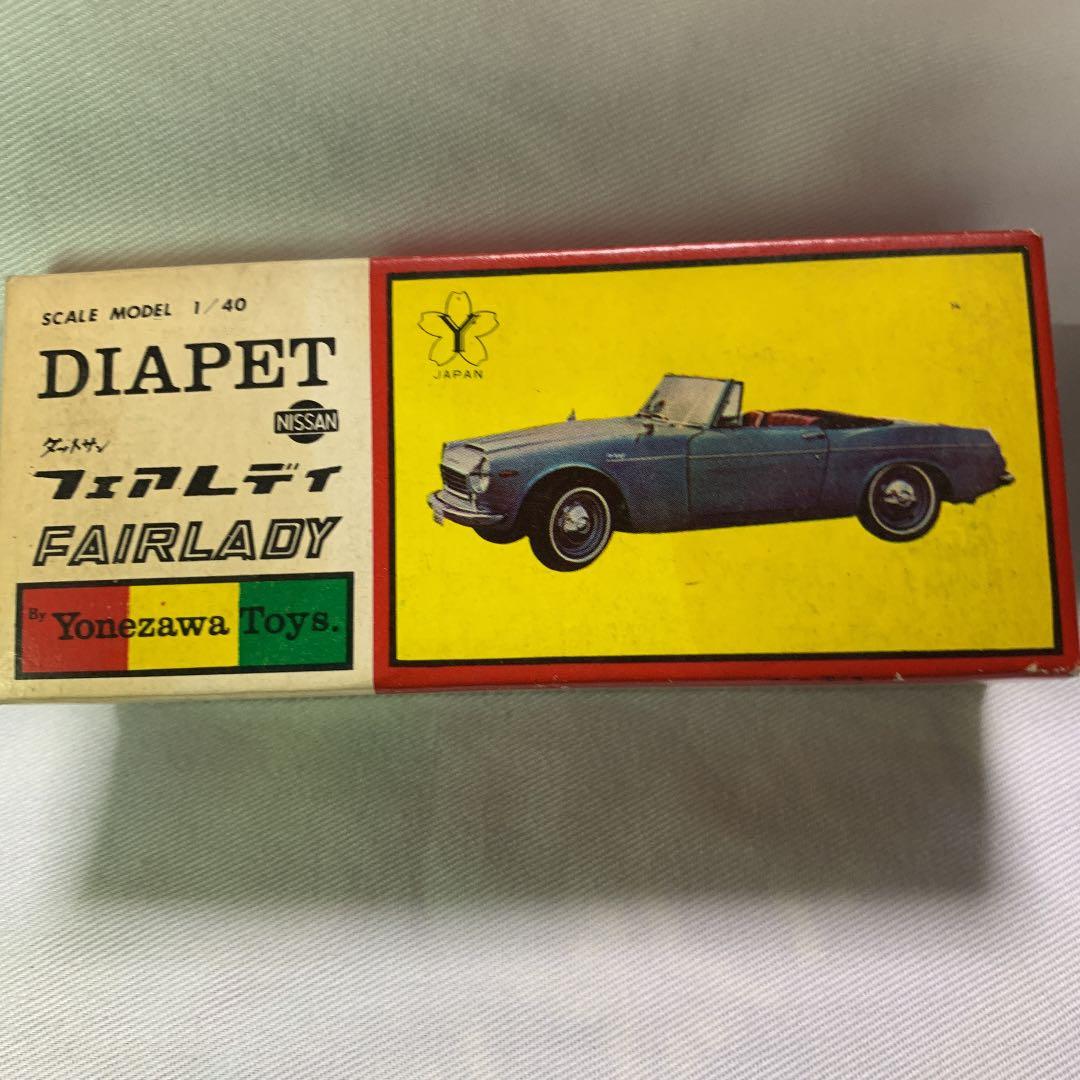 SCALE MODEL 1/40
DIAPET
NISSAN
ダットサン
フェアレディ
FAIRLADY
By Yonezawa Toys.
Y
JAPAN